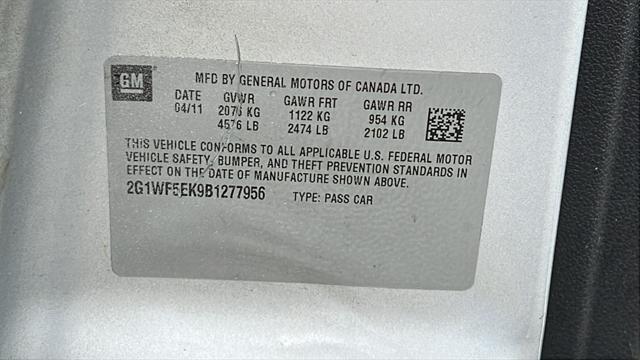 GM
MFD BY GENERAL MOTORS OF CANADA LTD.
DATE GVWR GAWR FRT GAWR RR
04/11 2076 KG 1122 KG 954 KG
4576 LB 2474 LB 2102 LB
THIS VEHICLE CONFORMS TO ALL APPLICABLE U.S. FEDERAL MOTOR
VEHICLE SAFETY, BUMPER, AND THEFT PREVENTION STANDARDS IN
EFFECT ON THE DATE OF MANUFACTURE SHOWN ABOVE.
2G1WF5EK9B1277956 TYPE: PASS CAR